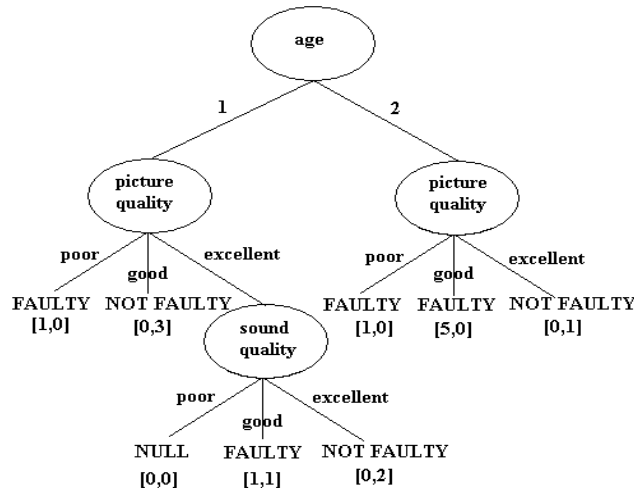 age
1
2
picture
quality
picture
quality
poor
good
excellent
poor
good
excellent
FAULTY
NOT FAULTY
FAULTY
FAULTY
NOT FAULTY
[1,0]
[0,3]
[1,0]
[5,0]
[0,1]
sound
quality
poor
good
excellent
NULL
FAULTY
NOT FAULTY
[0,0]
[1,1]
[0,2]